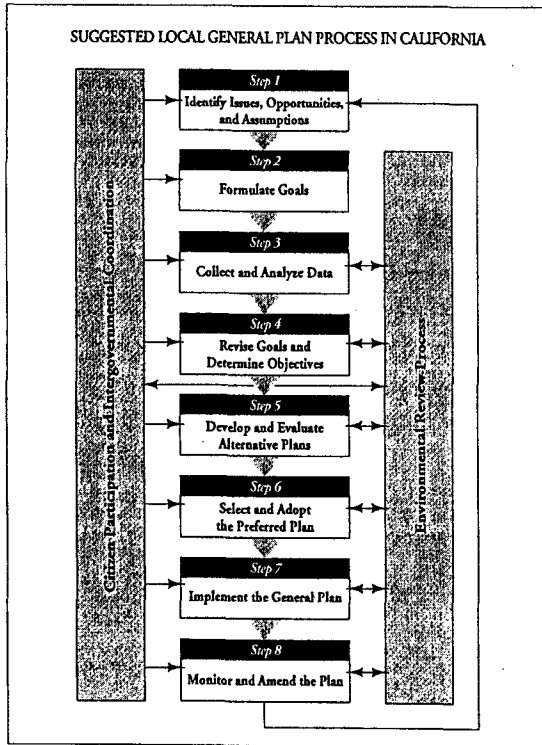 SUGGESTED LOCAL GENERAL PLAN PROCESS IN CALIFORNIA
Step 1
Identify Issues, Opportunities,
and Assumptions
Step 2
Formulate Goals
Step 3
Collect and Analyze Data
Step 4
Revise Goals and
Determine Objectives
Step 5
Develop and Evaluate
Alternative Plans
Step 6
Select and Adopt
the Preferred Plan
Step 7
Implement the General Plan
Step 8
Monitor and Amend the Plan
Citizen Participation and Intergovernmental Coordination
Environmental Review Process